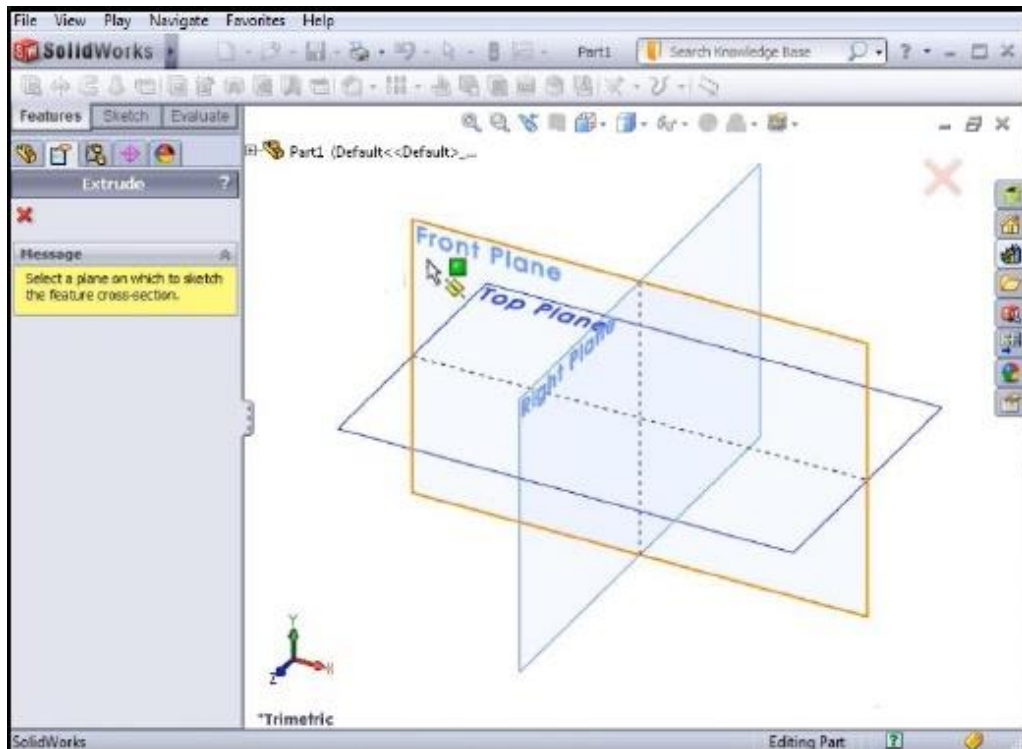 File View Play Navigate Favorites Help
SolidWorks Part1 Search Knowledge Base ?
Features Sketch Evaluate
Part1 (Default<<Default>_...
Extrude ?
Message
Select a plane on which to sketch
the feature cross-section.
Front Plane
Top Plane
Right Plane
Y
X
Z
*Trimetric
SolidWorks Editing Part ?